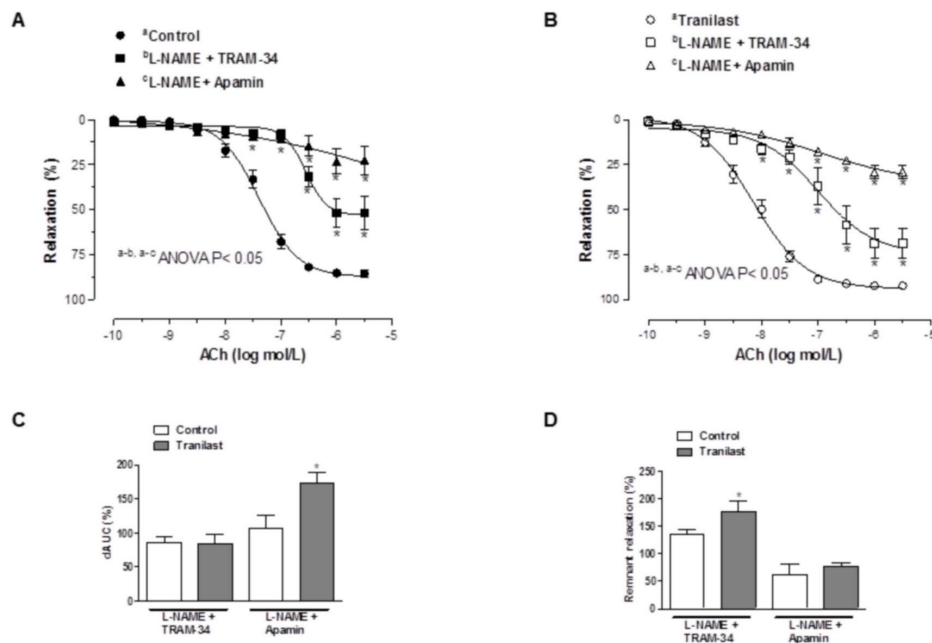 A
ᵃControl
ᵇL-NAME + TRAM-34
ᶜL-NAME + Apamin
0
25
50
75
100
Relaxation (%)
* * * * *
* *
ᵃ⁻ᵇ, ᵃ⁻ᶜ ANOVA P< 0.05
-10 -9 -8 -7 -6 -5
ACh (log mol/L)
B
ᵃTranilast
ᵇL-NAME + TRAM-34
ᶜL-NAME + Apamin
0
25
50
75
100
Relaxation (%)
* * * * * *
* * * *
ᵃ⁻ᵇ, ᵃ⁻ᶜ ANOVA P< 0.05
-10 -9 -8 -7 -6 -5
ACh (log mol/L)
C
Control
Tranilast
200
150
100
50
0
dAUC (%)
*
L-NAME + L-NAME +
TRAM-34 Apamin
D
Control
Tranilast
250
200
150
100
50
0
Remnant relaxation (%)
*
L-NAME + L-NAME +
TRAM-34 Apamin